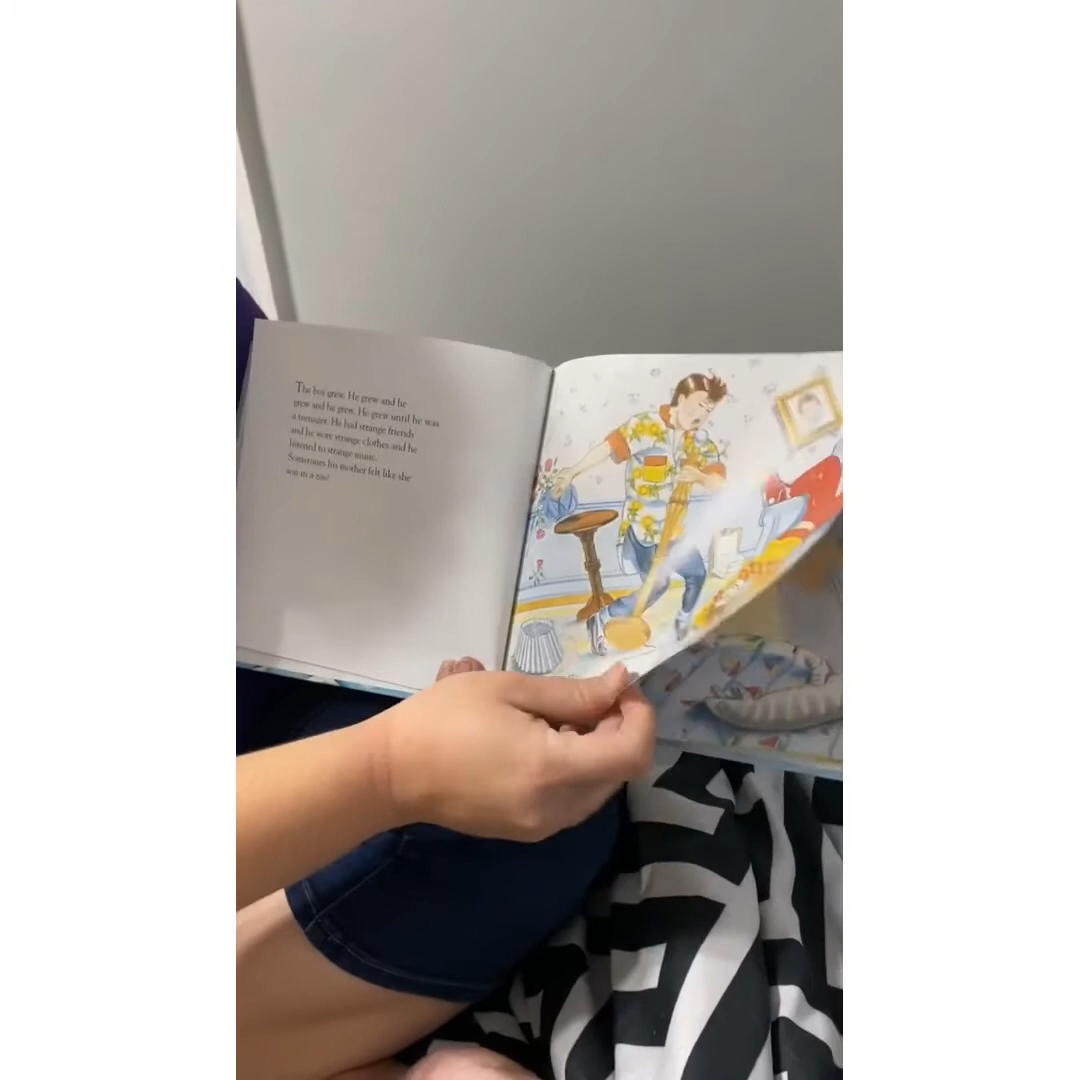 The boy grew. He grew and he
grew and he grew. He grew until he was
a teenager. He had strange friends
and he wore strange clothes and he
listened to strange music.
Sometimes his mother felt like she
was in a zoo!